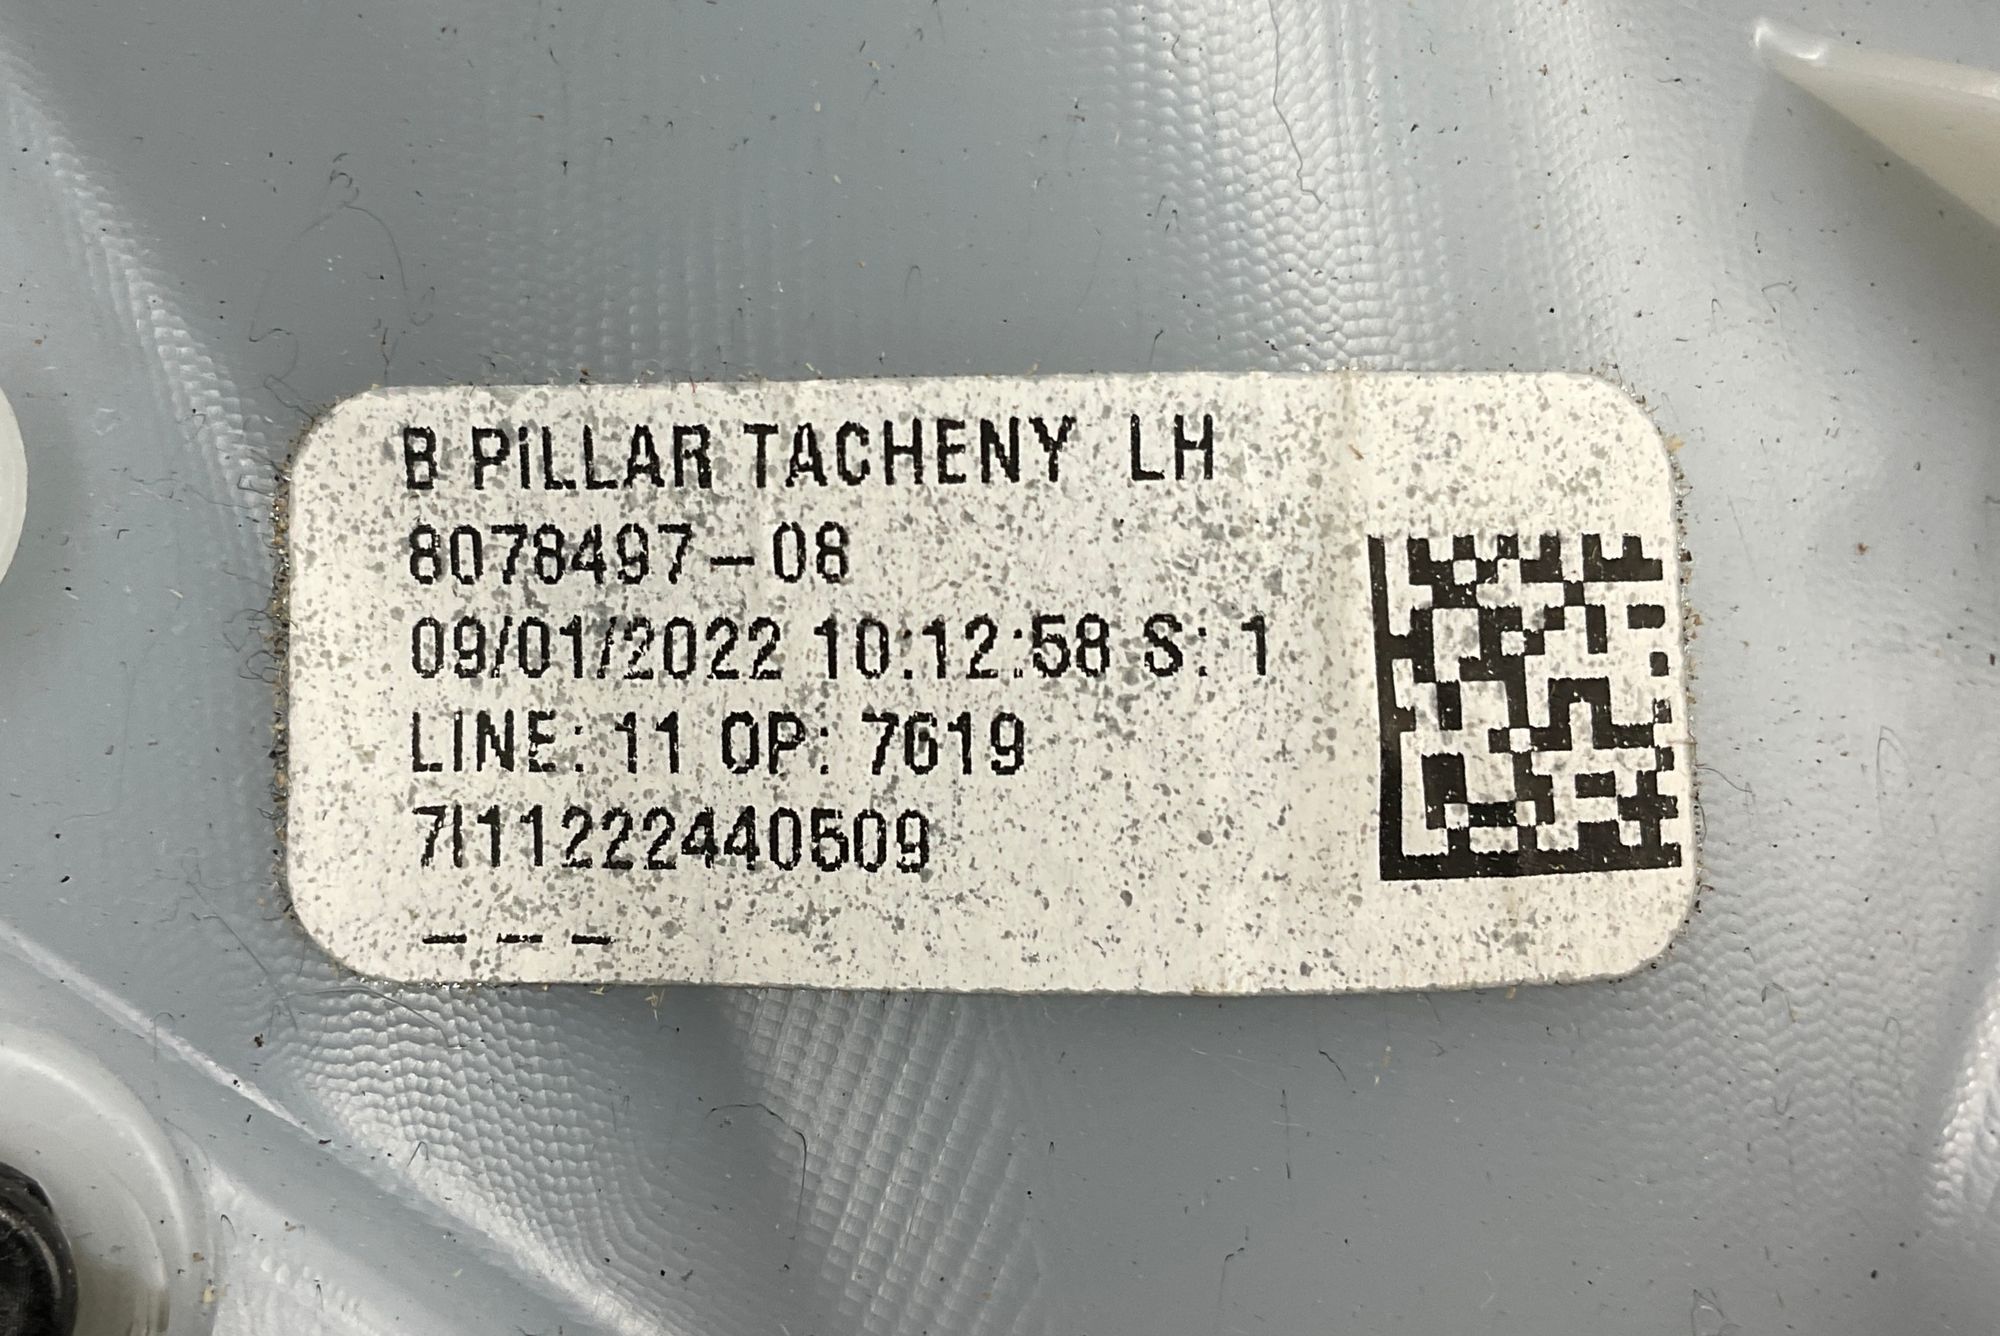 B PiLLAR TACHENY LH
8078497-08
09/01/2022 10:12:58 S: 1
LINE: 11 OP: 7619
7I11222440509
---